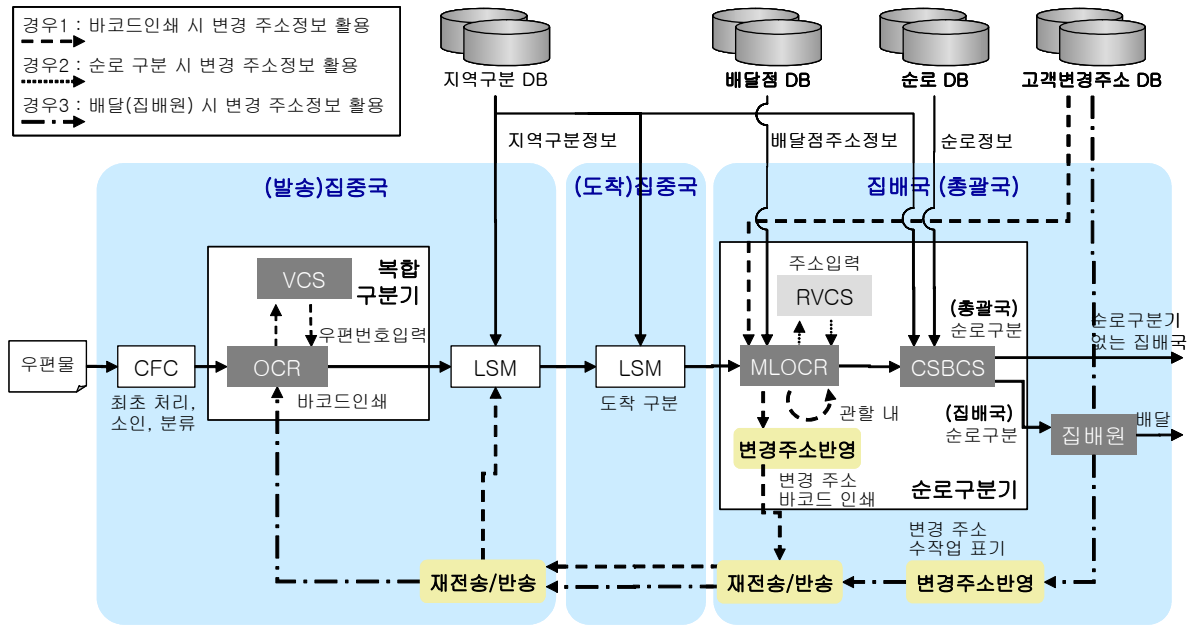 경우1 : 바코드인쇄 시 변경 주소정보 활용
경우2 : 순로 구분 시 변경 주소정보 활용
경우3 : 배달(집배원) 시 변경 주소정보 활용
지역구분 DB
배달점 DB
순로 DB
고객변경주소 DB
지역구분정보
배달점주소정보
순로정보
(발송)집중국
(도착)집중국
집배국 (총괄국)
복합
구분기
VCS
우편번호입력
주소입력
RVCS
(총괄국)
순로구분
순로구분기
없는 집배국
우편물
CFC
OCR
LSM
LSM
MLOCR
CSBCS
최초 처리,
소인, 분류
바코드인쇄
도착 구분
관할 내
(집배국)
순로구분
집배원
배달
변경주소반영
변경 주소
바코드 인쇄
순로구분기
변경 주소
수작업 표기
재전송/반송
재전송/반송
변경주소반영